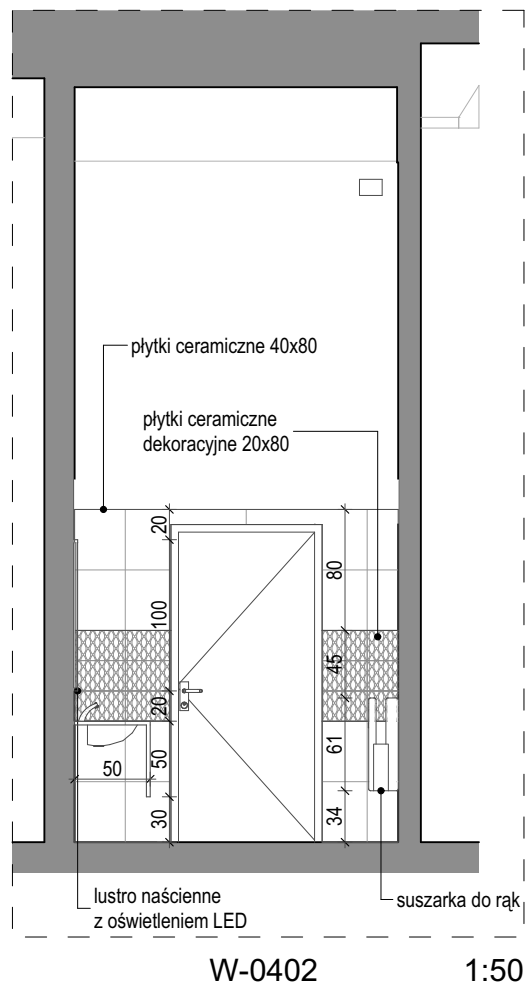 płytki ceramiczne 40x80
płytki ceramiczne
dekoracyjne 20x80
20
100
20
50
30
50
80
45
61
34
lustro naścienne
z oświetleniem LED
suszarka do rąk
W-0402
1:50